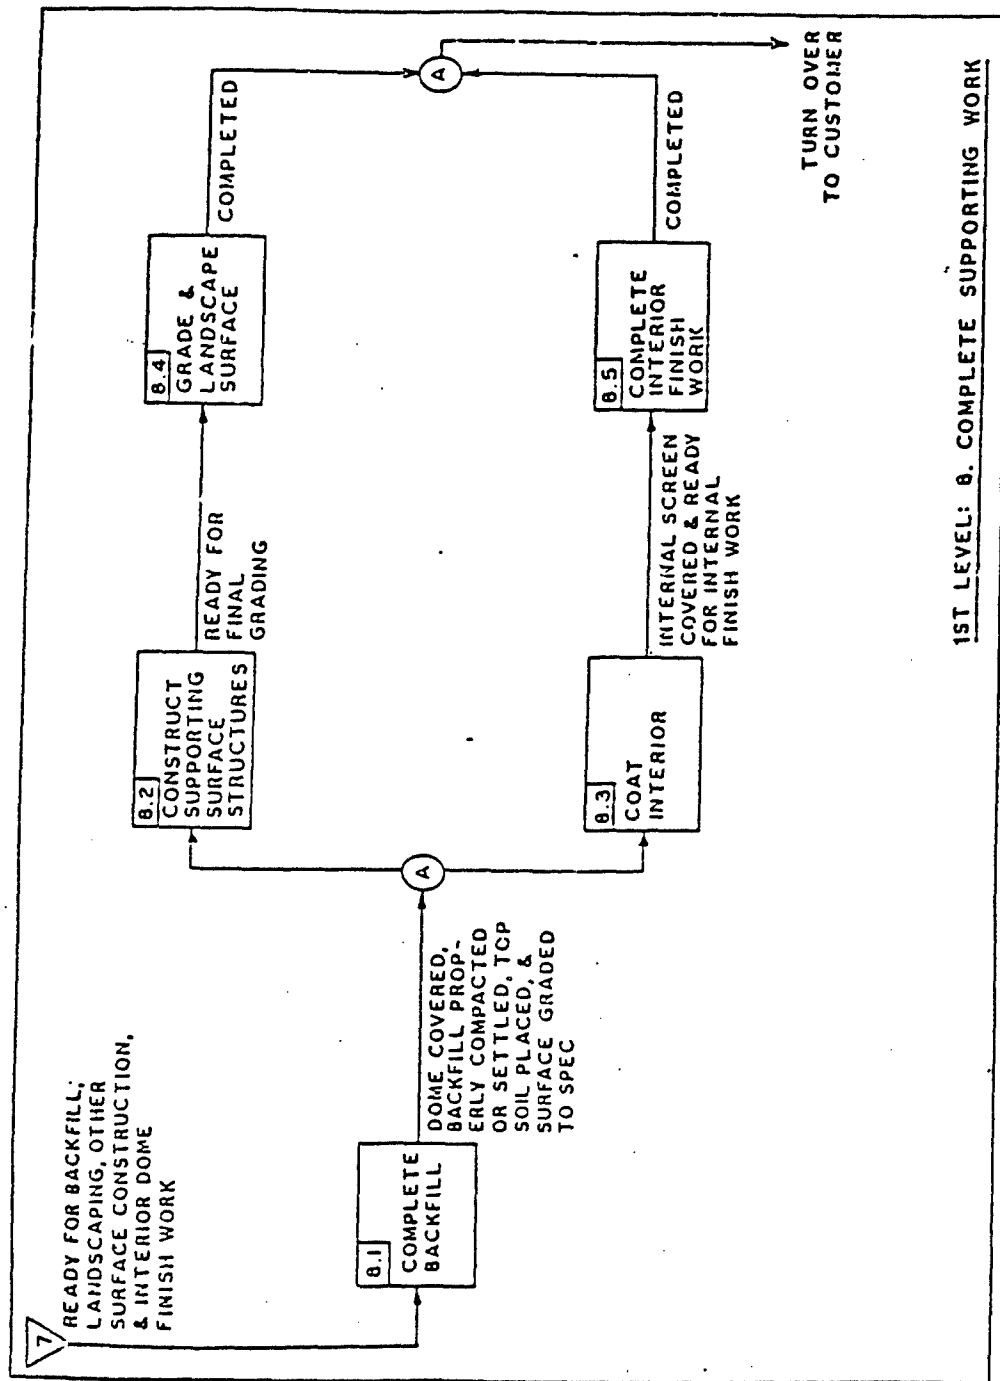 7
READY FOR BACKFILL,
LANDSCAPING, OTHER
SURFACE CONSTRUCTION,
& INTERIOR DOME
FINISH WORK
8.1
COMPLETE
BACKFILL
DOME COVERED,
BACKFILL PROP-
ERLY COMPACTED
OR SETTLED, TOP
SOIL PLACED, &
SURFACE GRADED
TO SPEC
A
8.2
CONSTRUCT
SUPPORTING
SURFACE
STRUCTURES
READY FOR
FINAL
GRADING
8.4
GRADE &
LANDSCAPE
SURFACE
COMPLETED
8.3
COAT
INTERIOR
INTERNAL SCREEN
COVERED & READY
FOR INTERNAL
FINISH WORK
8.5
COMPLETE
INTERIOR
FINISH
WORK
COMPLETED
A
TURN OVER
TO CUSTOMER
1ST LEVEL: 8. COMPLETE SUPPORTING WORK